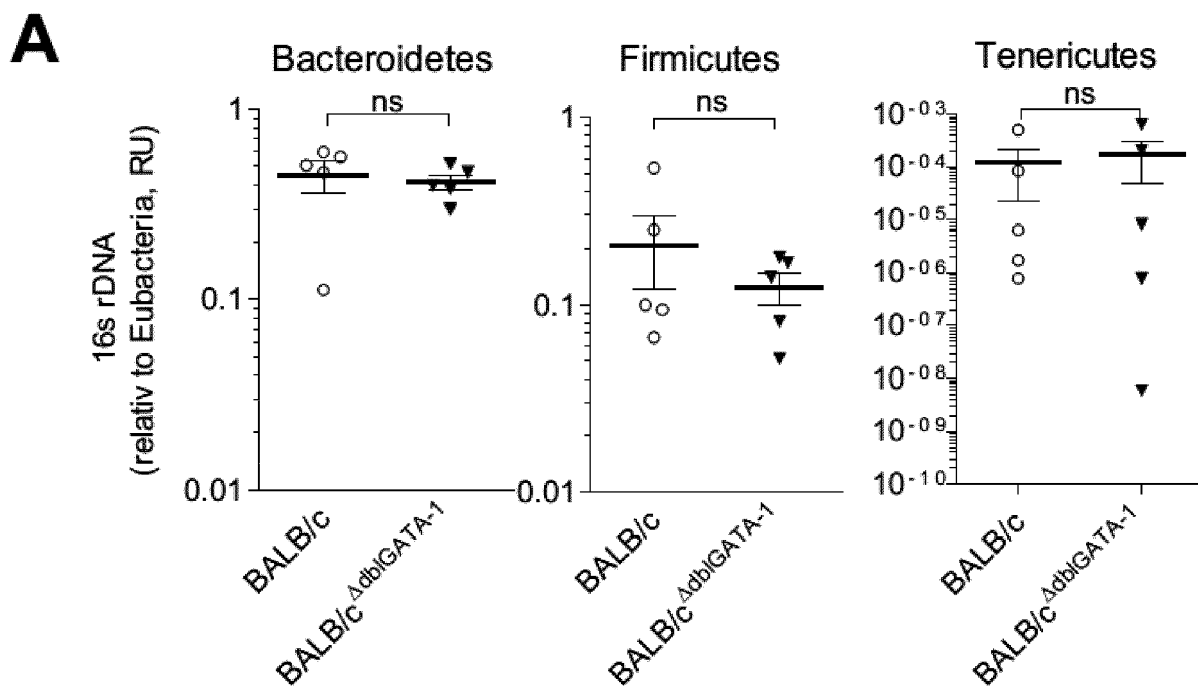 A
Bacteroidetes
Firmicutes
Tenericutes
ns
ns
ns
16s rDNA
(relativ to Eubacteria, RU)
1
0.1
0.01
1
0.1
0.01
10-03
10-04
10-05
10-06
10-07
10-08
10-09
10-10
BALB/c
BALB/cΔdblGATA-1
BALB/c
BALB/cΔdblGATA-1
BALB/c
BALB/cΔdblGATA-1